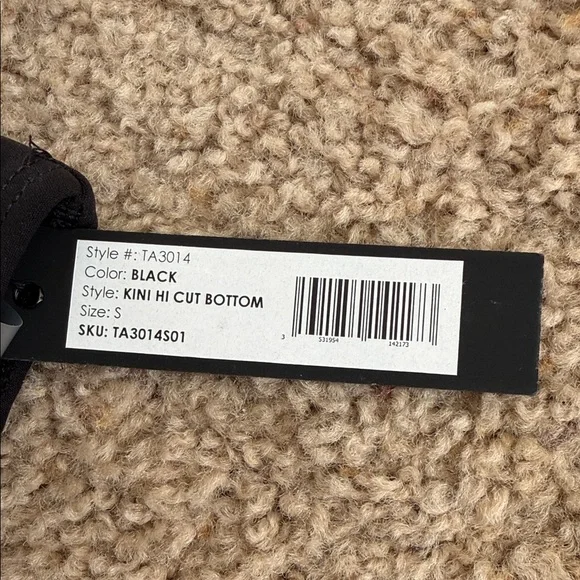 Style #: TA3014
Color: BLACK
Style: KINI HI CUT BOTTOM
Size: S
SKU: TA3014S01
3 531954 142173